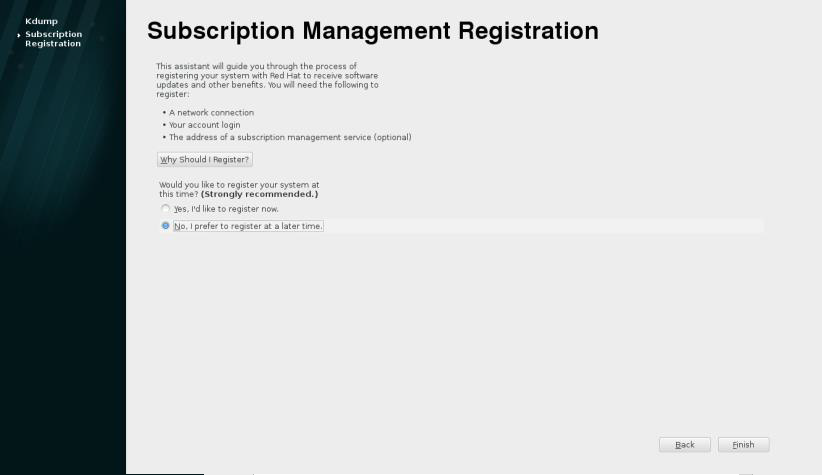 Kdump
Subscription
Registration
Subscription Management Registration
This assistant will guide you through the process of
registering your system with Red Hat to receive software
updates and other benefits. You will need the following to
register:
• A network connection
• Your account login
• The address of a subscription management service (optional)
Why Should I Register?
Would you like to register your system at
this time? (Strongly recommended.)
Yes, I'd like to register now.
No, I prefer to register at a later time.
Back
Finish